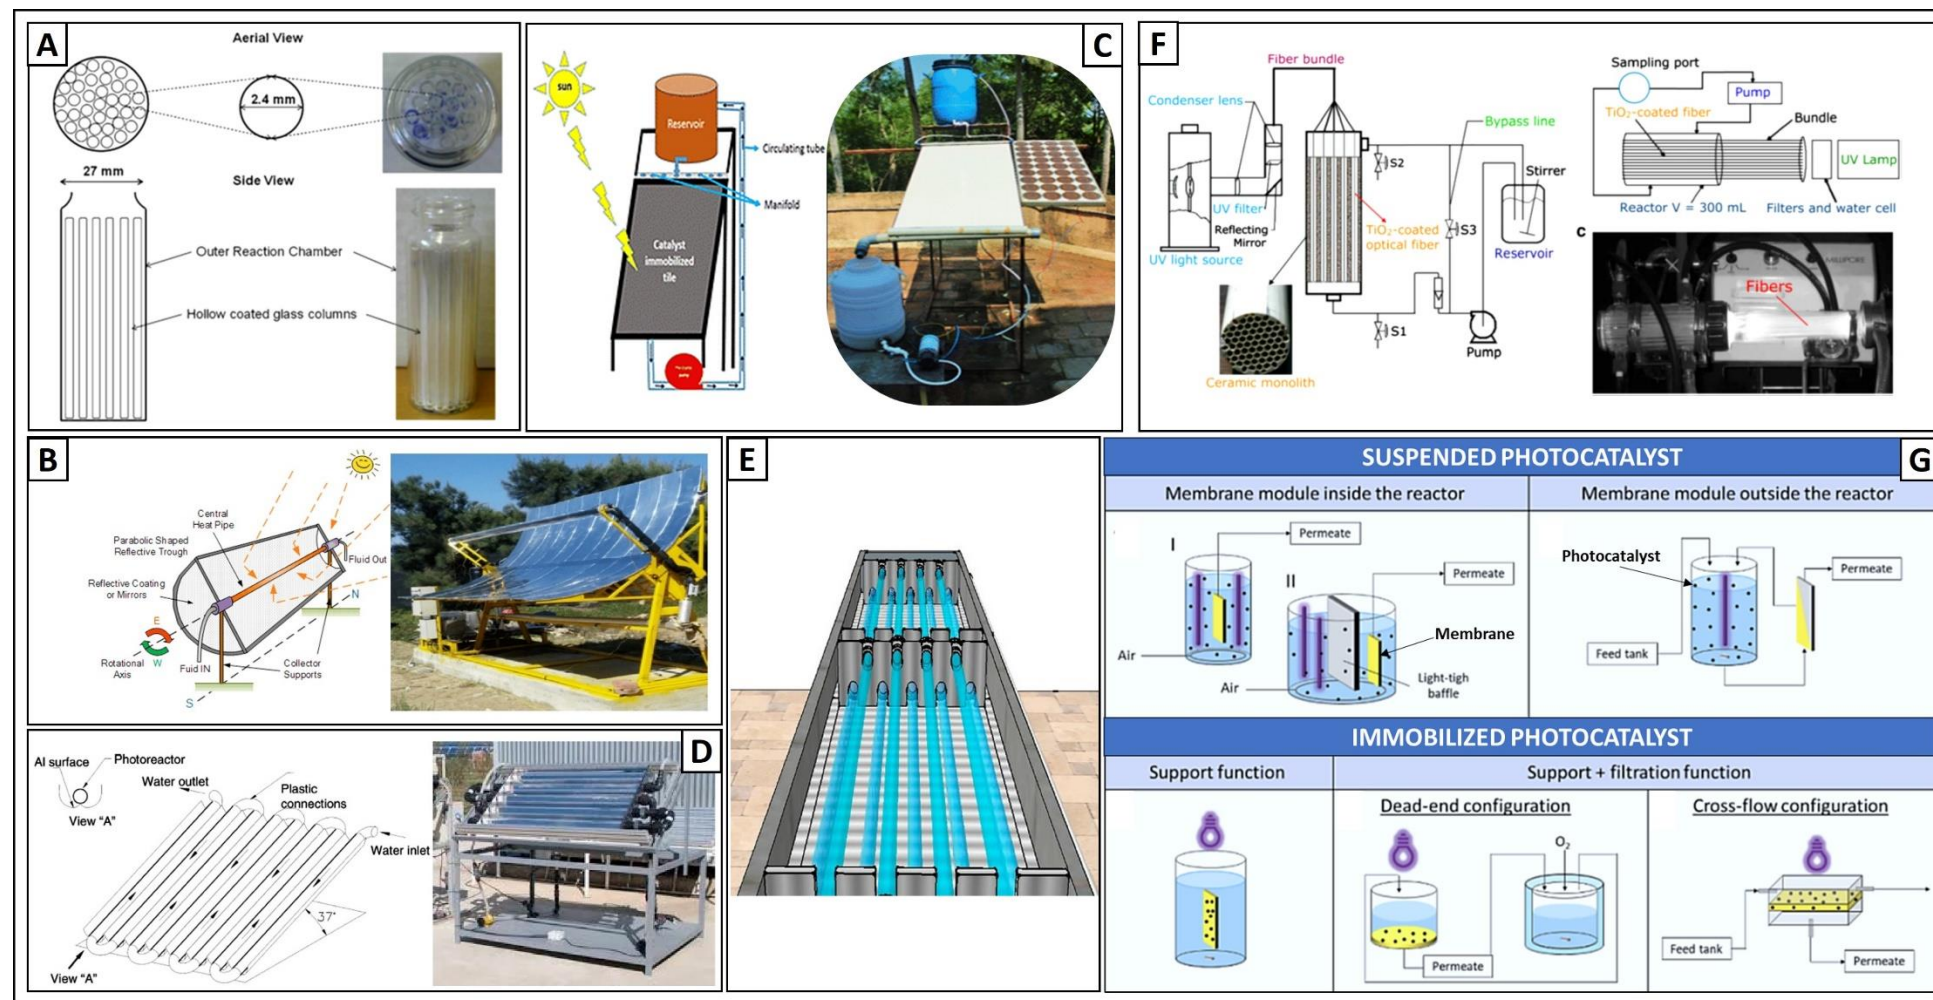 A
Aerial View
2.4 mm
27 mm
Side View
Outer Reaction Chamber
Hollow coated glass columns
C
sun
Reservoir
Circulating tube
Manifold
Catalyst
immobilized
tile
pump
F
Fiber bundle
Condenser lens
Bypass line
S2
Stirrer
UV filter
Reflecting
Mirror
TiO₂-coated
optical fiber
S3
UV light source
Reservoir
S1
Pump
Ceramic monolith
Sampling port
Pump
TiO₂-coated fiber
Bundle
UV Lamp
Reactor V = 300 mL
Filters and water cell
c
MILLIPORE
Fibers
B
Central
Heat Pipe
Parabolic Shaped
Reflective Trough
Fluid Out
Reflective Coating
or Mirrors
N
E
W
Rotational
Axis
Fuid IN
Collector
Supports
S
D
Al surface
Photoreactor
Water outlet
Plastic
connections
View "A"
Water inlet
37°
View "A"
E
G
SUSPENDED PHOTOCATALYST
Membrane module inside the reactor
Membrane module outside the reactor
I
Permeate
II
Permeate
Membrane
Air
Air
Light-tigh
baffle
Photocatalyst
Permeate
Feed tank
IMMOBILIZED PHOTOCATALYST
Support function
Support + filtration function
Dead-end configuration
Cross-flow configuration
O₂
Permeate
Feed tank
Permeate